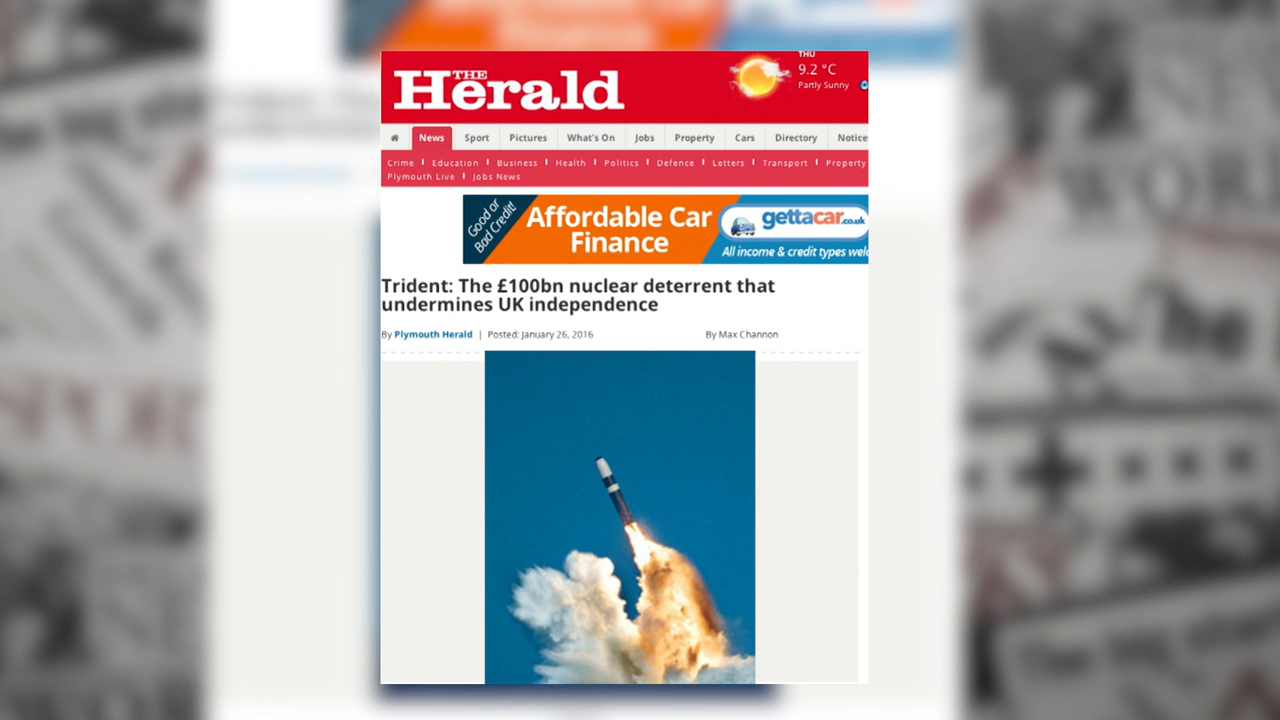 THE
Herald
THU
9.2 °C
Partly Sunny
News Sport Pictures What's On Jobs Property Cars Directory Notice
Crime Education Business Health Politics Defence Letters Transport Property
Plymouth Live Jobs News
Good or
Bad Credit!
Affordable Car
Finance
gettacar.co.uk
All income & credit types
Trident: The £100bn nuclear deterrent that
undermines UK independence
By Plymouth Herald | Posted: January 26, 2016
By Max Channon